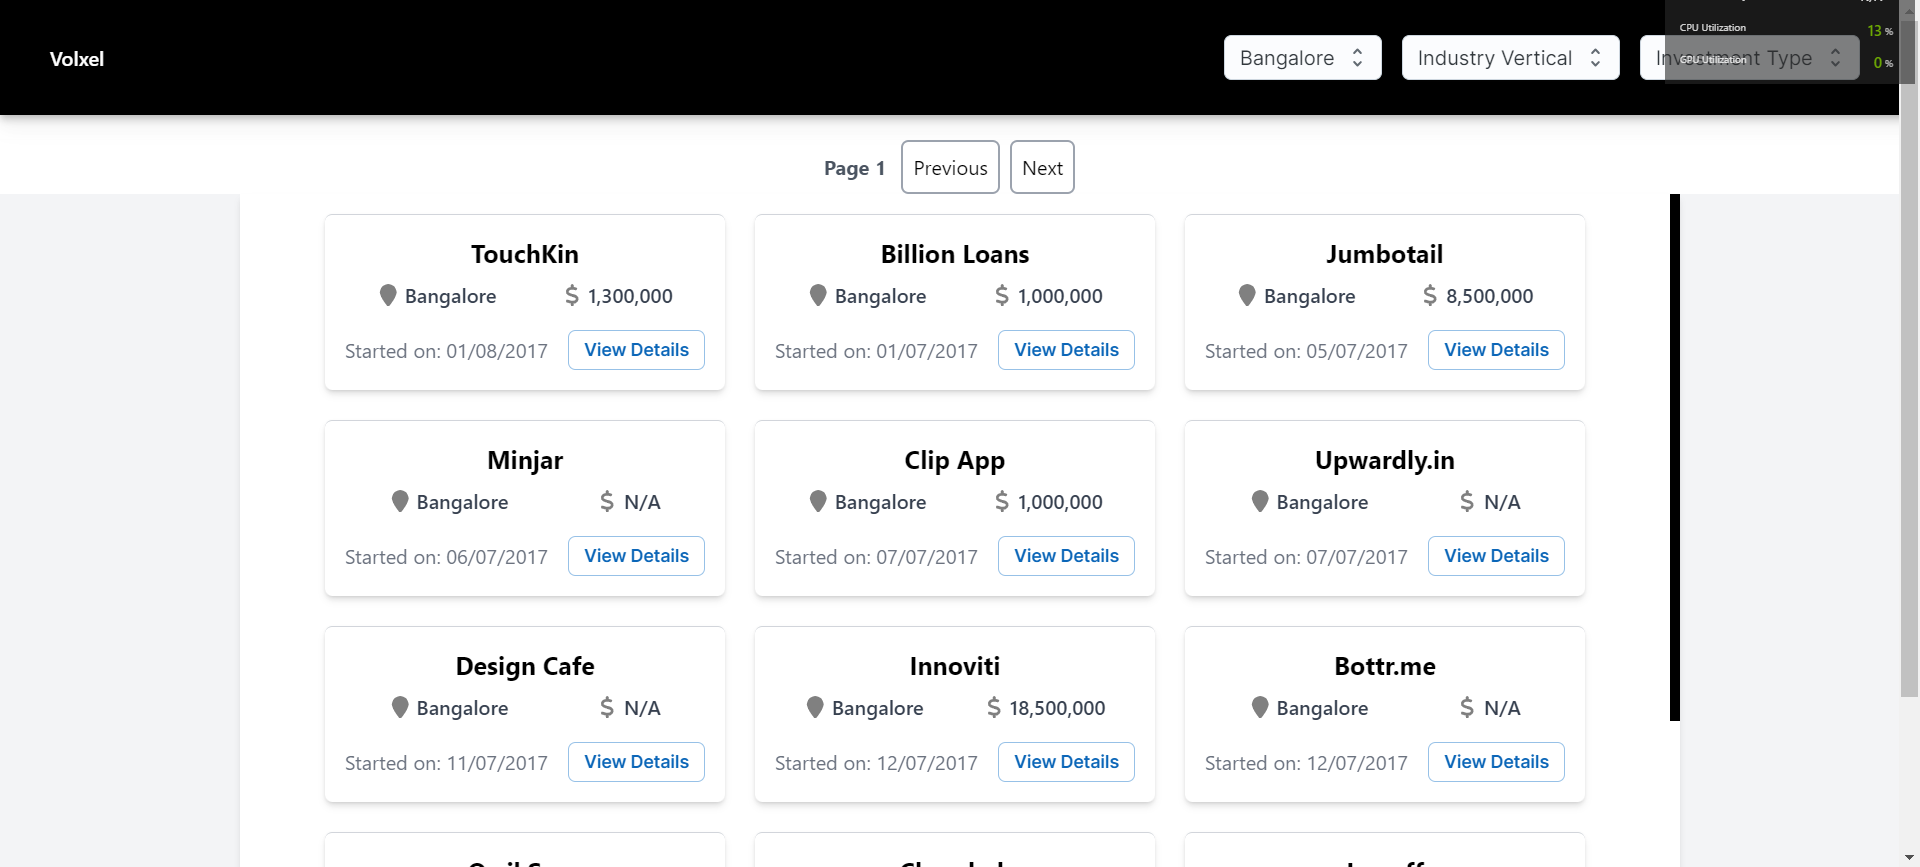 Volxel
Bangalore
Industry Vertical
Investment Type
CPU Utilization
13 %
GPU Utilization
0 %
Page 1
Previous
Next
TouchKin
Bangalore
$ 1,300,000
Started on: 01/08/2017
View Details
Billion Loans
Bangalore
$ 1,000,000
Started on: 01/07/2017
View Details
Jumbotail
Bangalore
$ 8,500,000
Started on: 05/07/2017
View Details
Minjar
Bangalore
$ N/A
Started on: 06/07/2017
View Details
Clip App
Bangalore
$ 1,000,000
Started on: 07/07/2017
View Details
Upwardly.in
Bangalore
$ N/A
Started on: 07/07/2017
View Details
Design Cafe
Bangalore
$ N/A
Started on: 11/07/2017
View Details
Innoviti
Bangalore
$ 18,500,000
Started on: 12/07/2017
View Details
Bottr.me
Bangalore
$ N/A
Started on: 12/07/2017
View Details